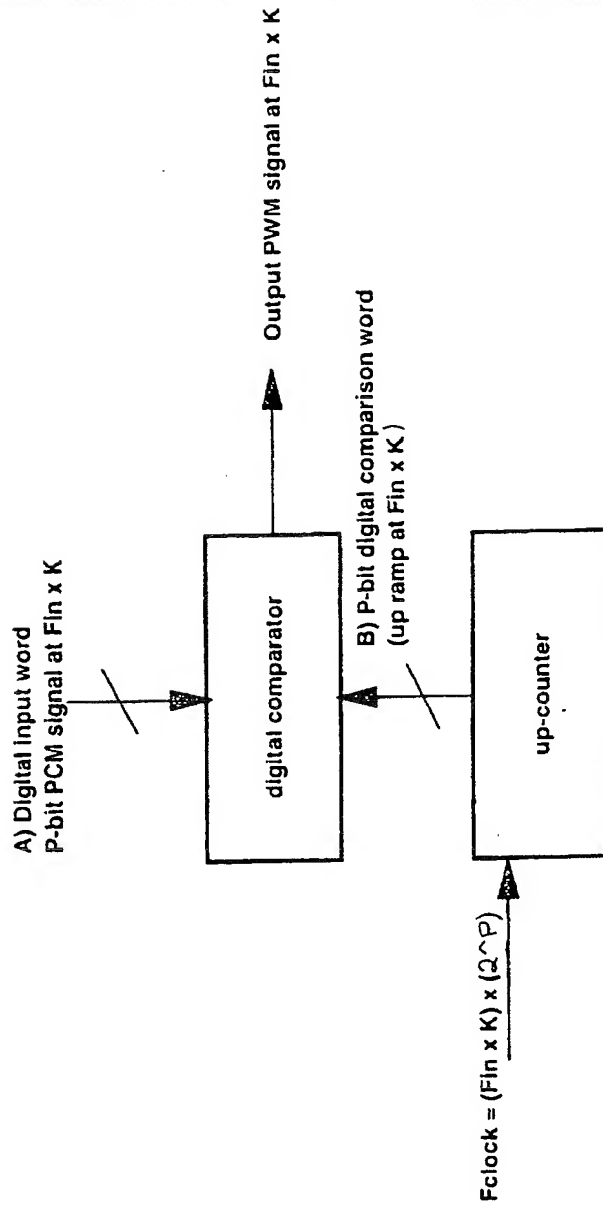 A) Digital input word
P-bit PCM signal at Fin x K
digital comparator
Output PWM signal at Fin x K
B) P-bit digital comparison word
(up ramp at Fin x K )
up-counter
Fclock = (Fin x K) x (2^P)